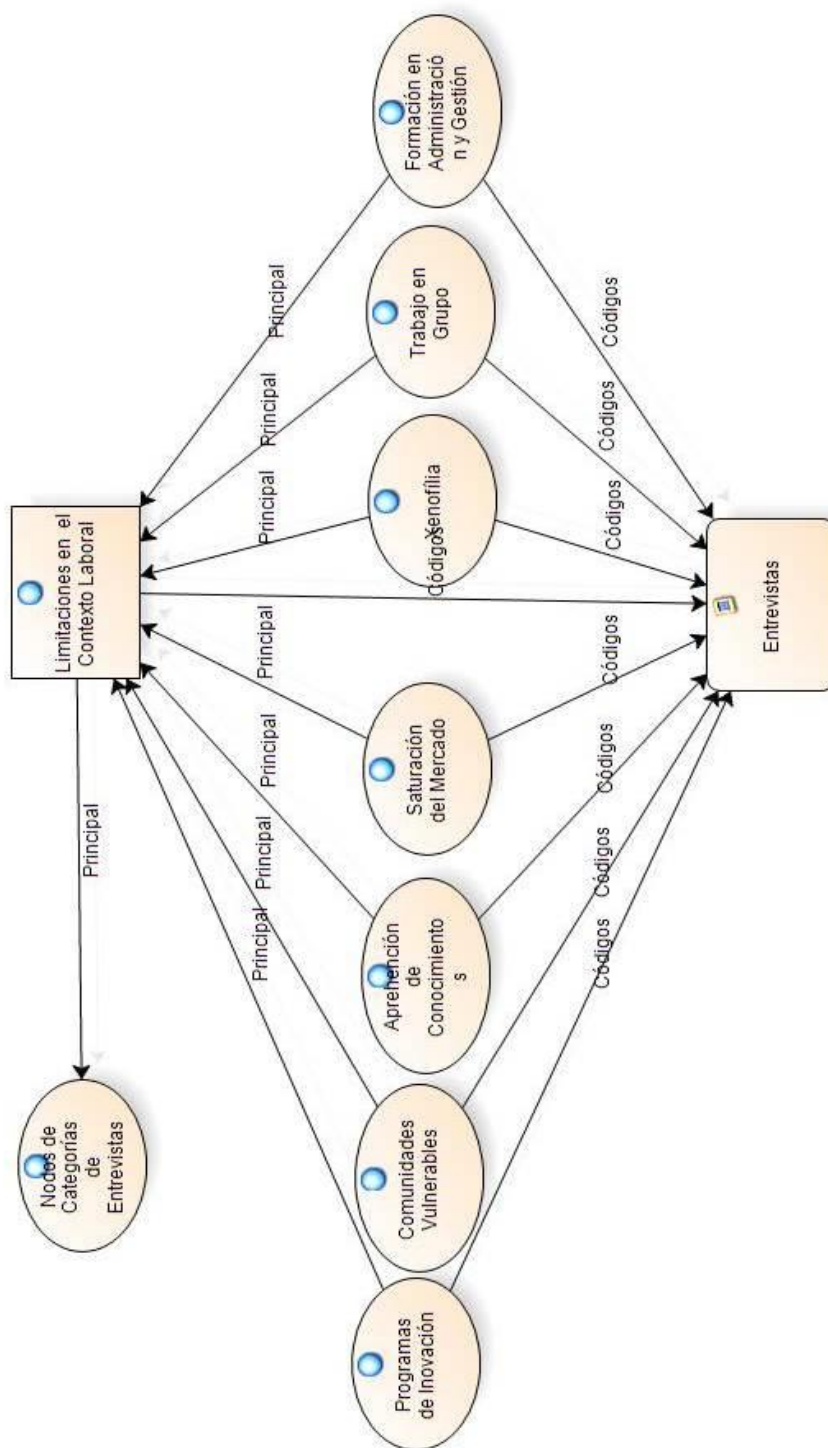 Nodos de
Categorías
de
Entrevistas
Principal
Limitaciones en el
Contexto Laboral
Principal
Principal
Principal
Principal
Principal
Principal
Principal
Programas
de Inovación
Comunidades
Vulnerables
Aprehención
de
Conocimiento
s
Saturación
del Mercado
Xenofília
Códigos
Trabajo en
Grupo
Formación en
Administració
n y Gestión
Códigos
Códigos
Códigos
Códigos
Códigos
Códigos
Códigos
Entrevistas